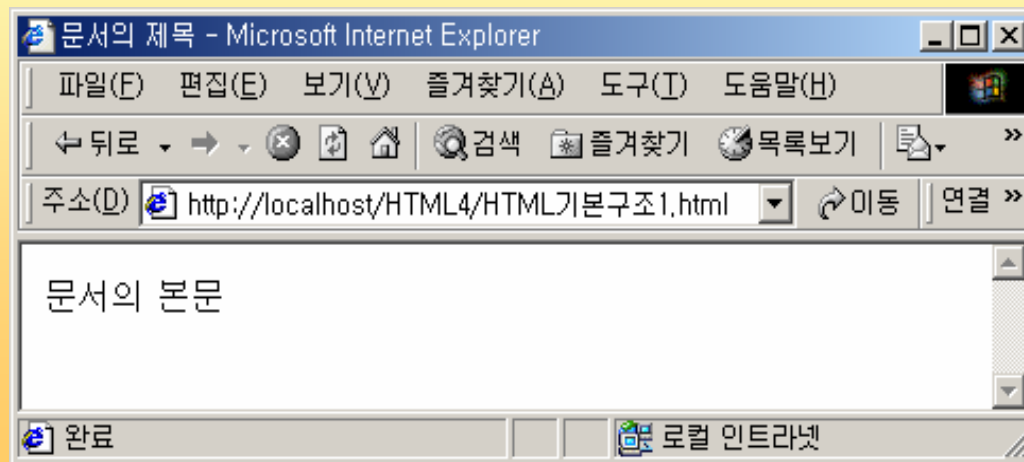 문서의 제목 - Microsoft Internet Explorer
파일(F) 편집(E) 보기(V) 즐겨찾기(A) 도구(T) 도움말(H)
뒤로 검색 즐겨찾기 목록보기 »
주소(D) http://localhost/HTML4/HTML기본구조1.html 이동 연결 »
문서의 본문
완료 로컬 인트라넷